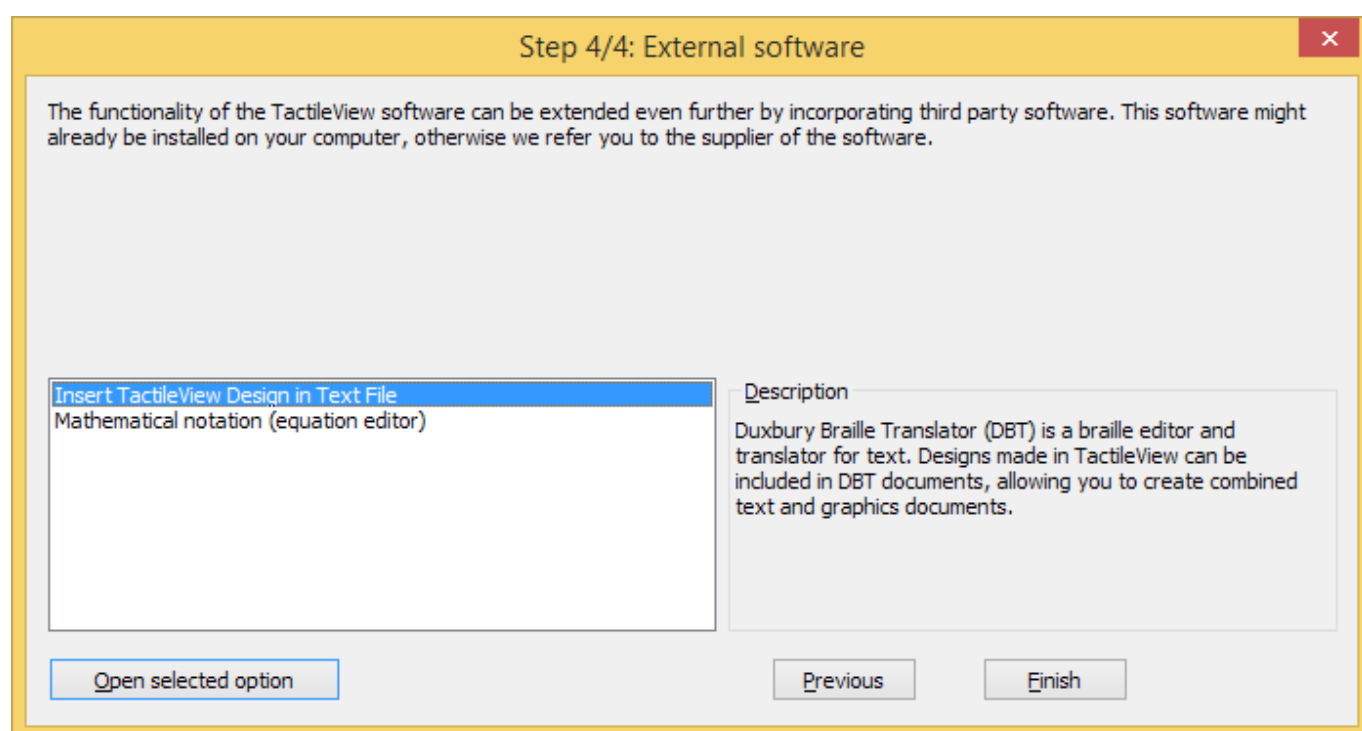 Step 4/4: External software
The functionality of the TactileView software can be extended even further by incorporating third party software. This software might
already be installed on your computer, otherwise we refer you to the supplier of the software.
Insert TactileView Design in Text File
Mathematical notation (equation editor)
Description
Duxbury Braille Translator (DBT) is a braille editor and
translator for text. Designs made in TactileView can be
included in DBT documents, allowing you to create combined
text and graphics documents.
Open selected option
Previous
Finish